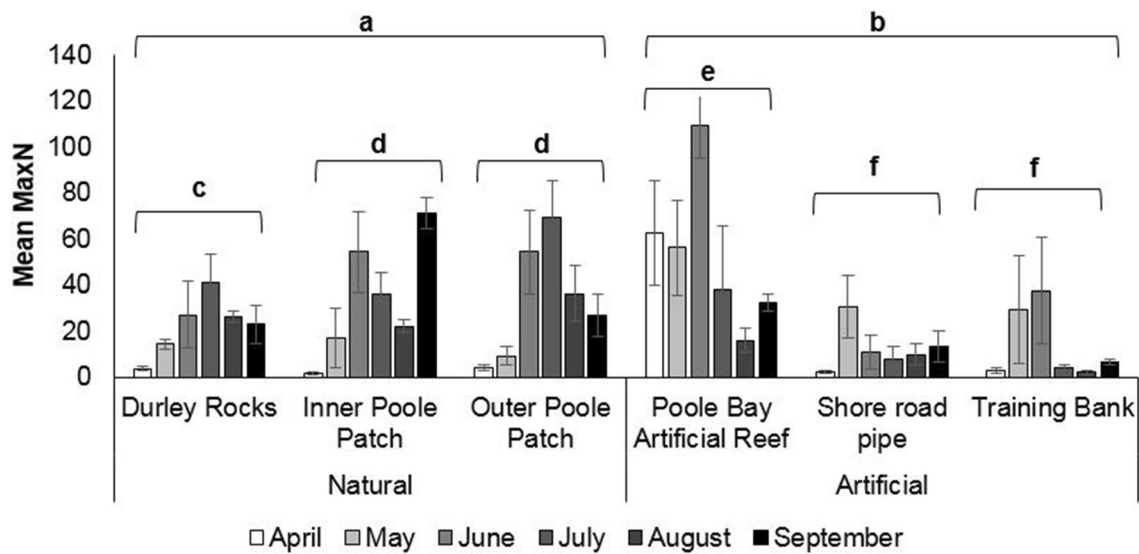 a b
140
120
100
80
60
40
20
0
Mean MaxN
c
d
d
e
f
f
Durley Rocks
Inner Poole
Patch
Outer Poole
Patch
Poole Bay
Artificial Reef
Shore road
pipe
Training Bank
Natural
Artificial
April May June July August September